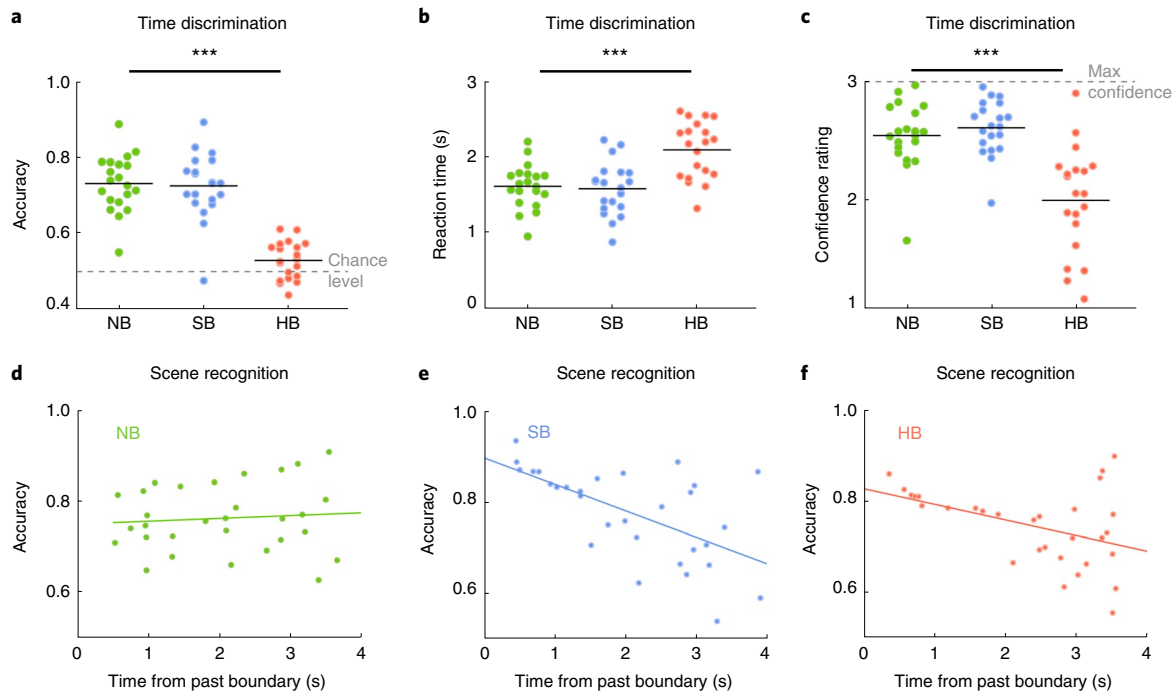 a
Time discrimination
***
Accuracy
1.0
0.8
0.6
0.4
Chance
level
NB
SB
HB
b
Time discrimination
***
Reaction time (s)
3
2
1
0
NB
SB
HB
c
Time discrimination
***
Max
confidence
Confidence rating
3
2
1
NB
SB
HB
d
Scene recognition
NB
Accuracy
1.0
0.8
0.6
0
1
2
3
4
Time from past boundary (s)
e
Scene recognition
SB
Accuracy
1.0
0.8
0.6
0
1
2
3
4
Time from past boundary (s)
f
Scene recognition
HB
Accuracy
1.0
0.8
0.6
0
1
2
3
4
Time from past boundary (s)